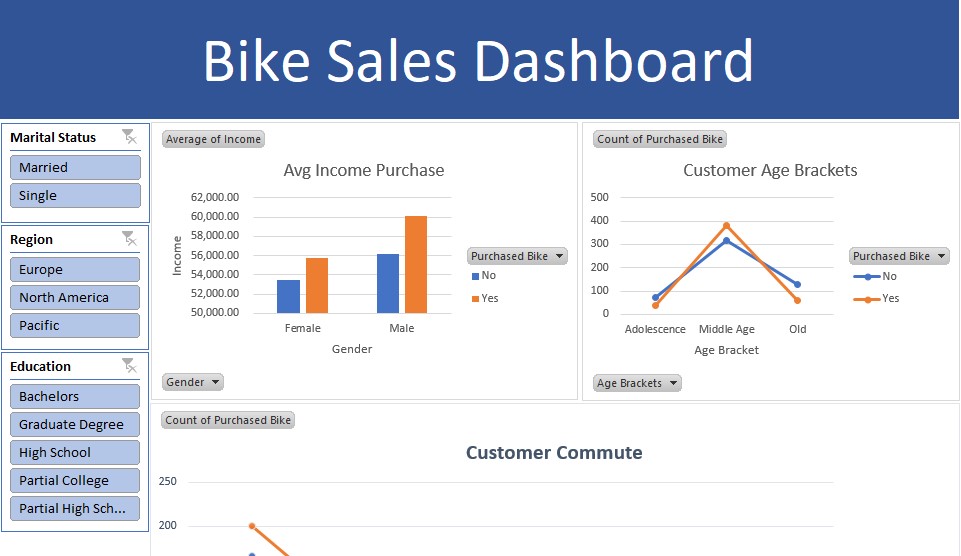 Bike Sales Dashboard
Marital Status
Married
Single
Region
Europe
North America
Pacific
Education
Bachelors
Graduate Degree
High School
Partial College
Partial High Sch...
Average of Income
Avg Income Purchase
62,000.00
60,000.00
58,000.00
56,000.00
54,000.00
52,000.00
50,000.00
Income
Female Male
Gender
Purchased Bike
No
Yes
Gender
Count of Purchased Bike
Customer Age Brackets
500
400
300
200
100
0
Adolescence Middle Age Old
Age Bracket
Purchased Bike
No
Yes
Age Brackets
Count of Purchased Bike
Customer Commute
250
200